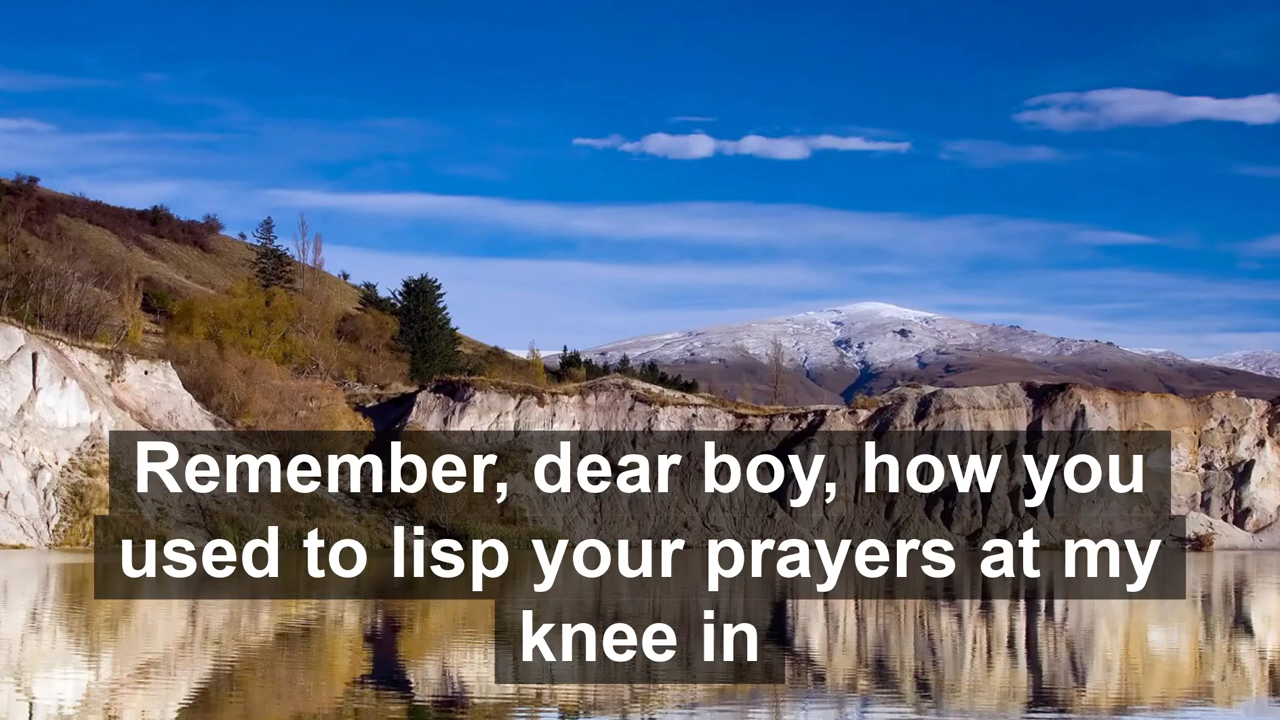 Remember, dear boy, how you
used to lisp your prayers at my
knee in